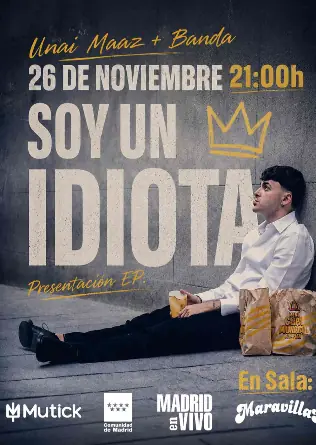 Unai Maaz + Banda
26 DE NOVIEMBRE 21:00h
SOY UN
IDIOTA
Presentación EP.
En Sala:
Maravillas
Mutick
Comunidad
de Madrid
MADRID
en
VIVO